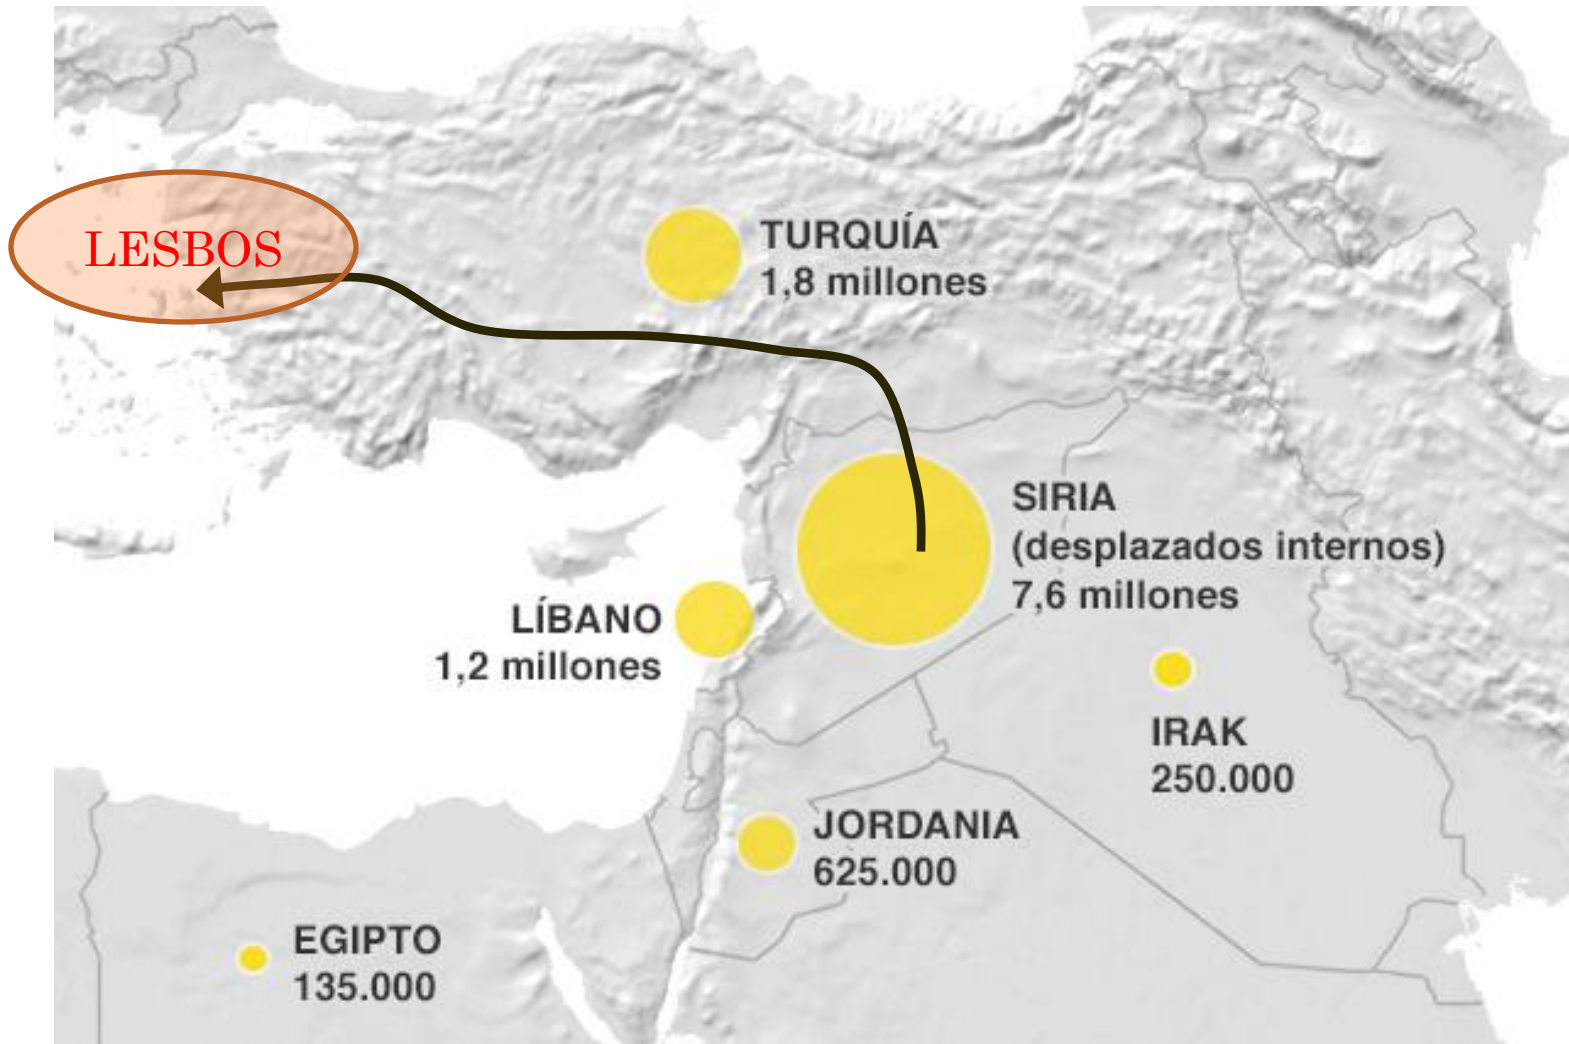 LESBOS
TURQUÍA
1,8 millones
SIRIA
(desplazados internos)
7,6 millones
LÍBANO
1,2 millones
IRAK
250.000
JORDANIA
625.000
EGIPTO
135.000